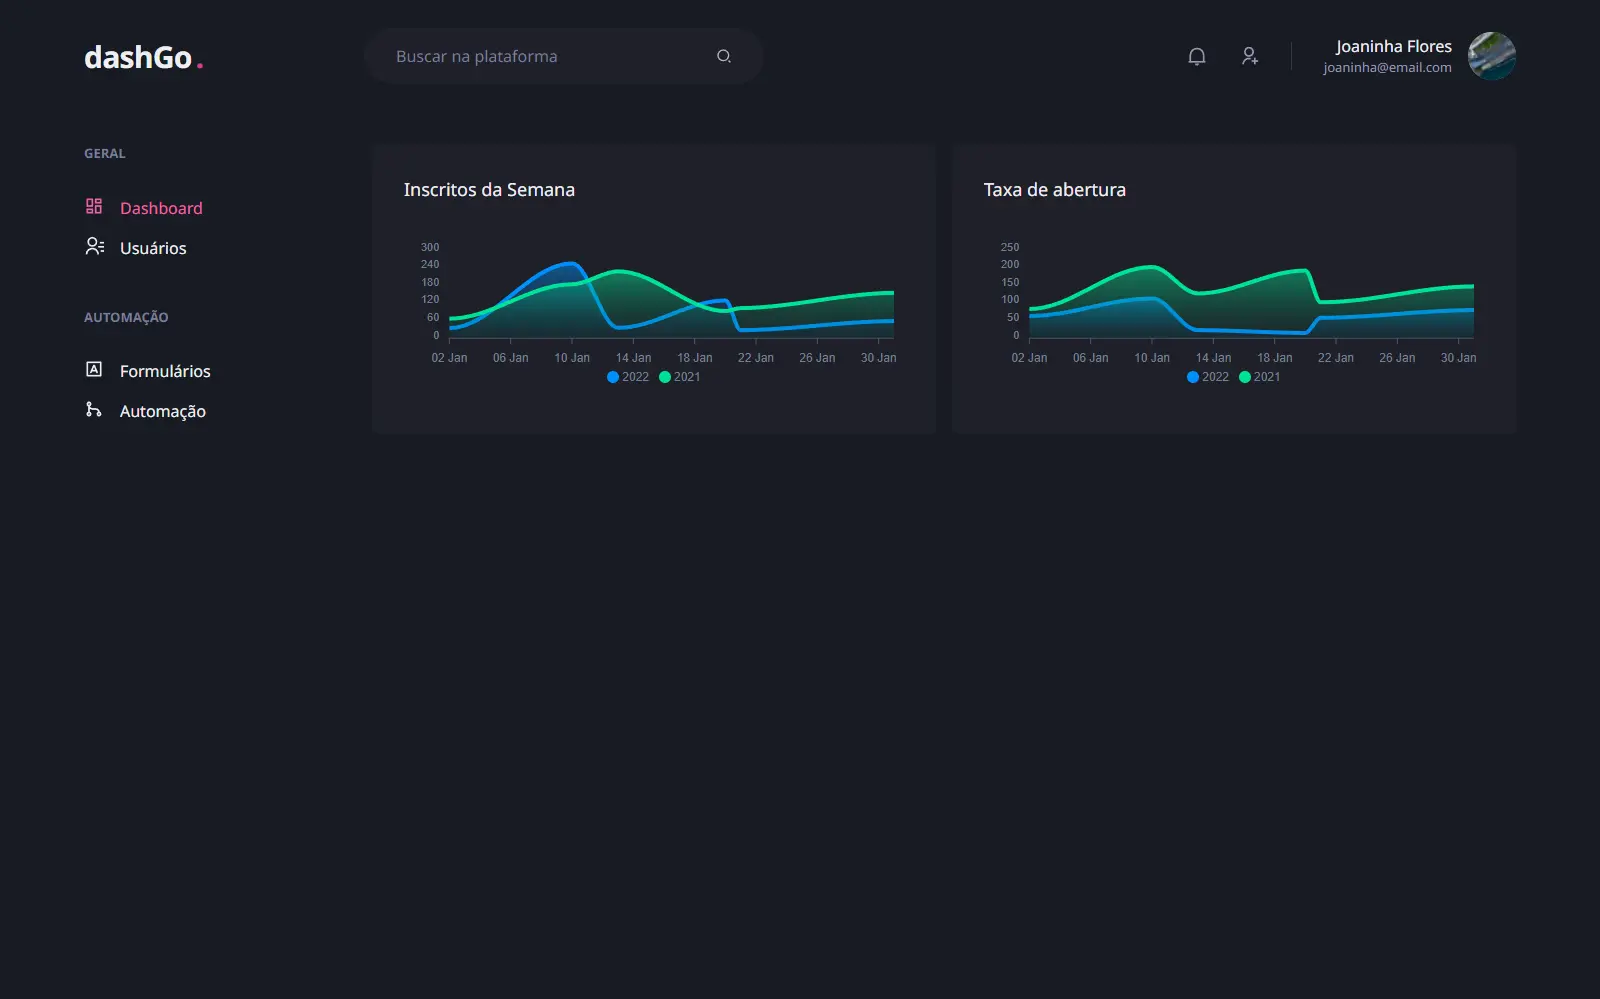 dashGo.
Buscar na plataforma
Joaninha Flores
joaninha@email.com
GERAL
Dashboard
Usuários
AUTOMAÇÃO
Formulários
Automação
Inscritos da Semana
300
240
180
120
60
0
02 Jan 06 Jan 10 Jan 14 Jan 18 Jan 22 Jan 26 Jan 30 Jan
2022 2021
Taxa de abertura
250
200
150
100
50
0
02 Jan 06 Jan 10 Jan 14 Jan 18 Jan 22 Jan 26 Jan 30 Jan
2022 2021